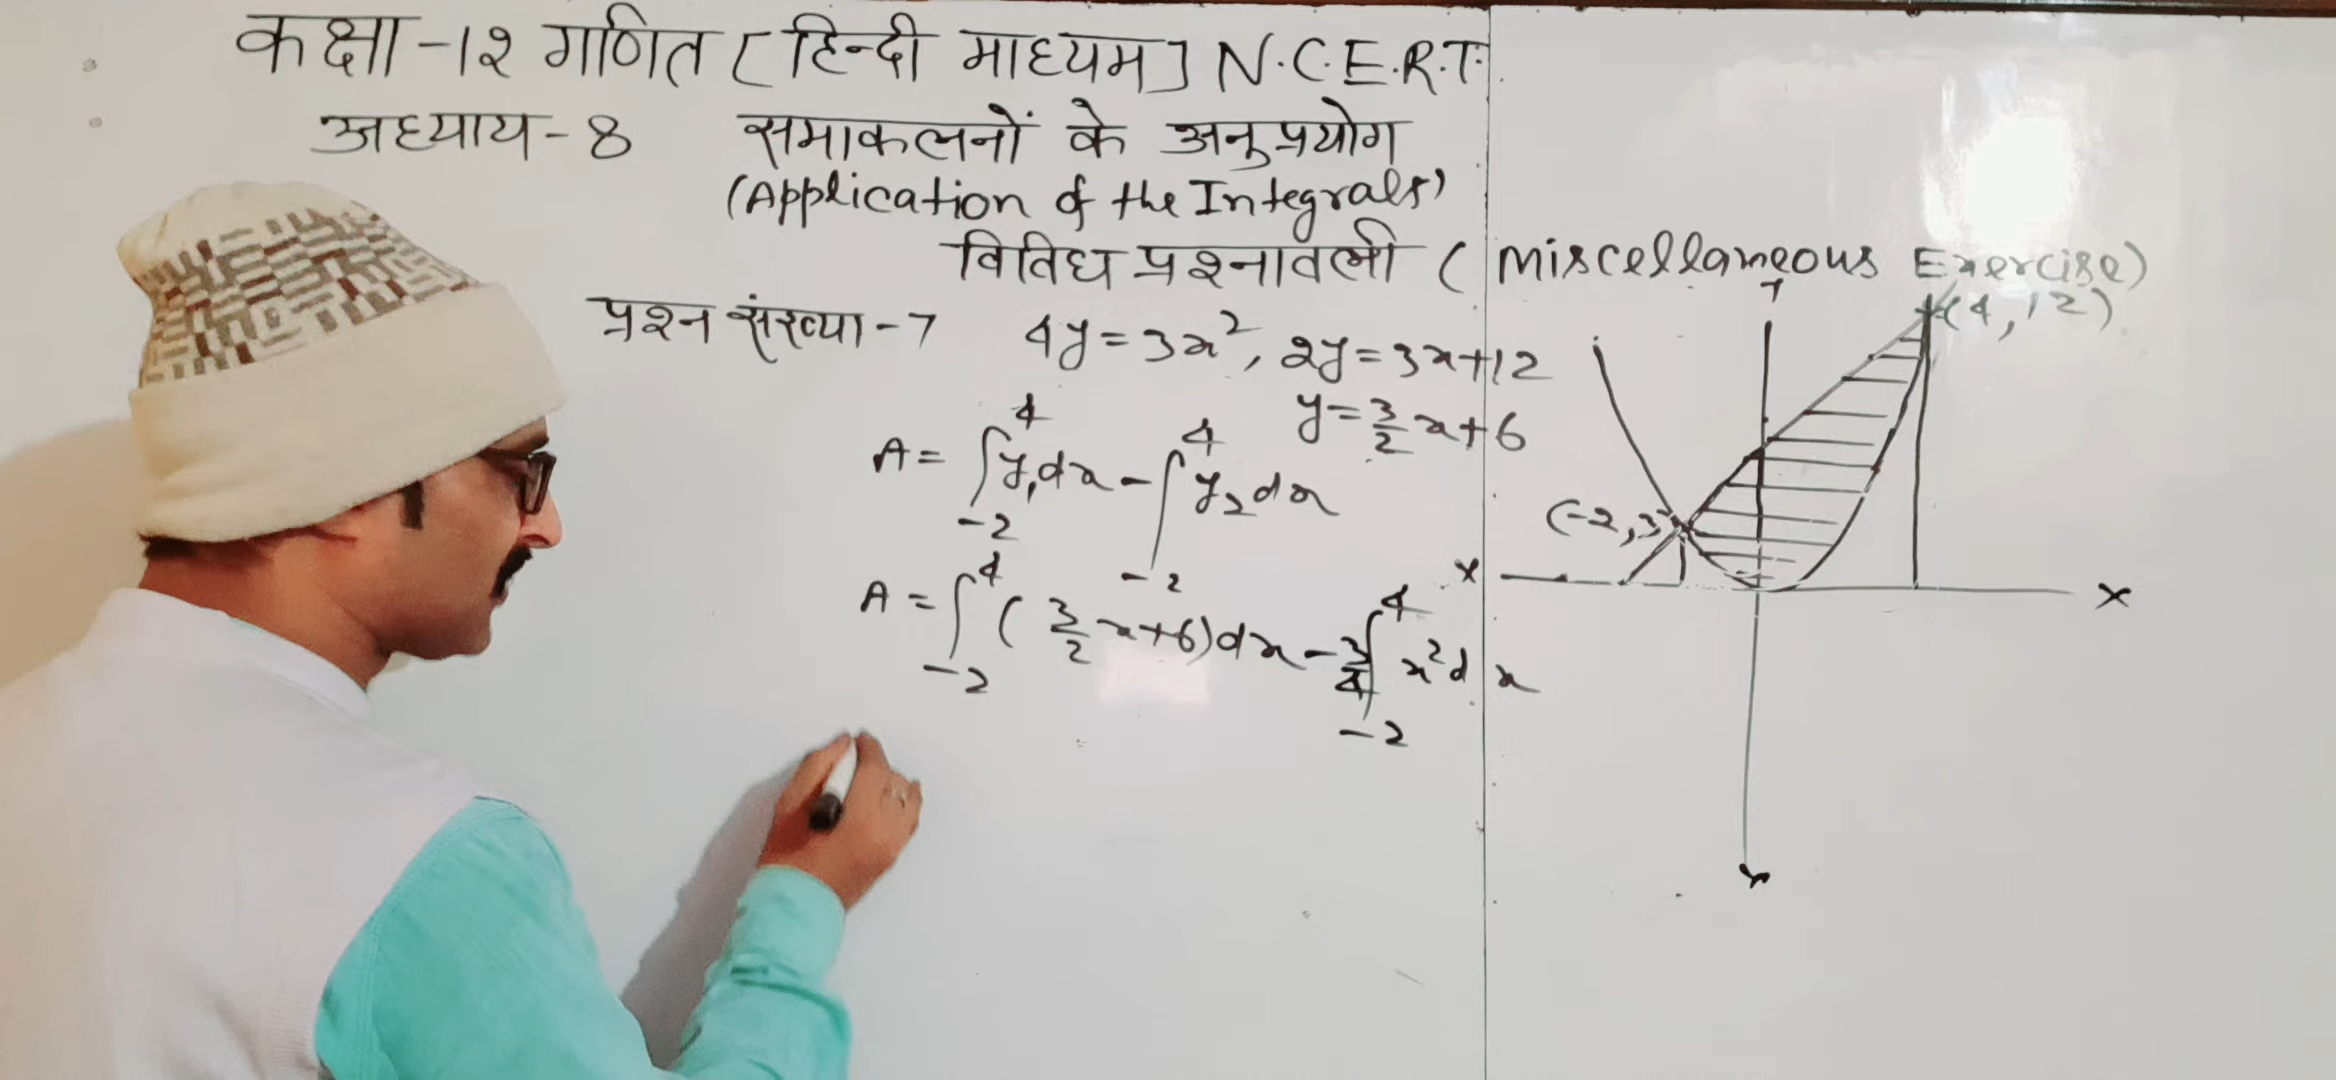 कक्षा -१२ गणित [हिन्दी माध्यम] N.C.E.R.T.
अध्याय - 8 समाकलनों के अनुप्रयोग
(Application of the Integrals)
विविध प्रश्नावली (Miscellaneous Exercise)
प्रश्न संख्या - 7 4y = 3x², 2y = 3x+12
y = 3/2 x + 6
A = ∫₋₂⁴ y₁dx - ∫₋₂⁴ y₂dx
A = ∫₋₂⁴ (3/2 x+6)dx - 3/4 ∫₋₂⁴ x²dx
Y
(4,12)
(-2,3)
X
X
Y